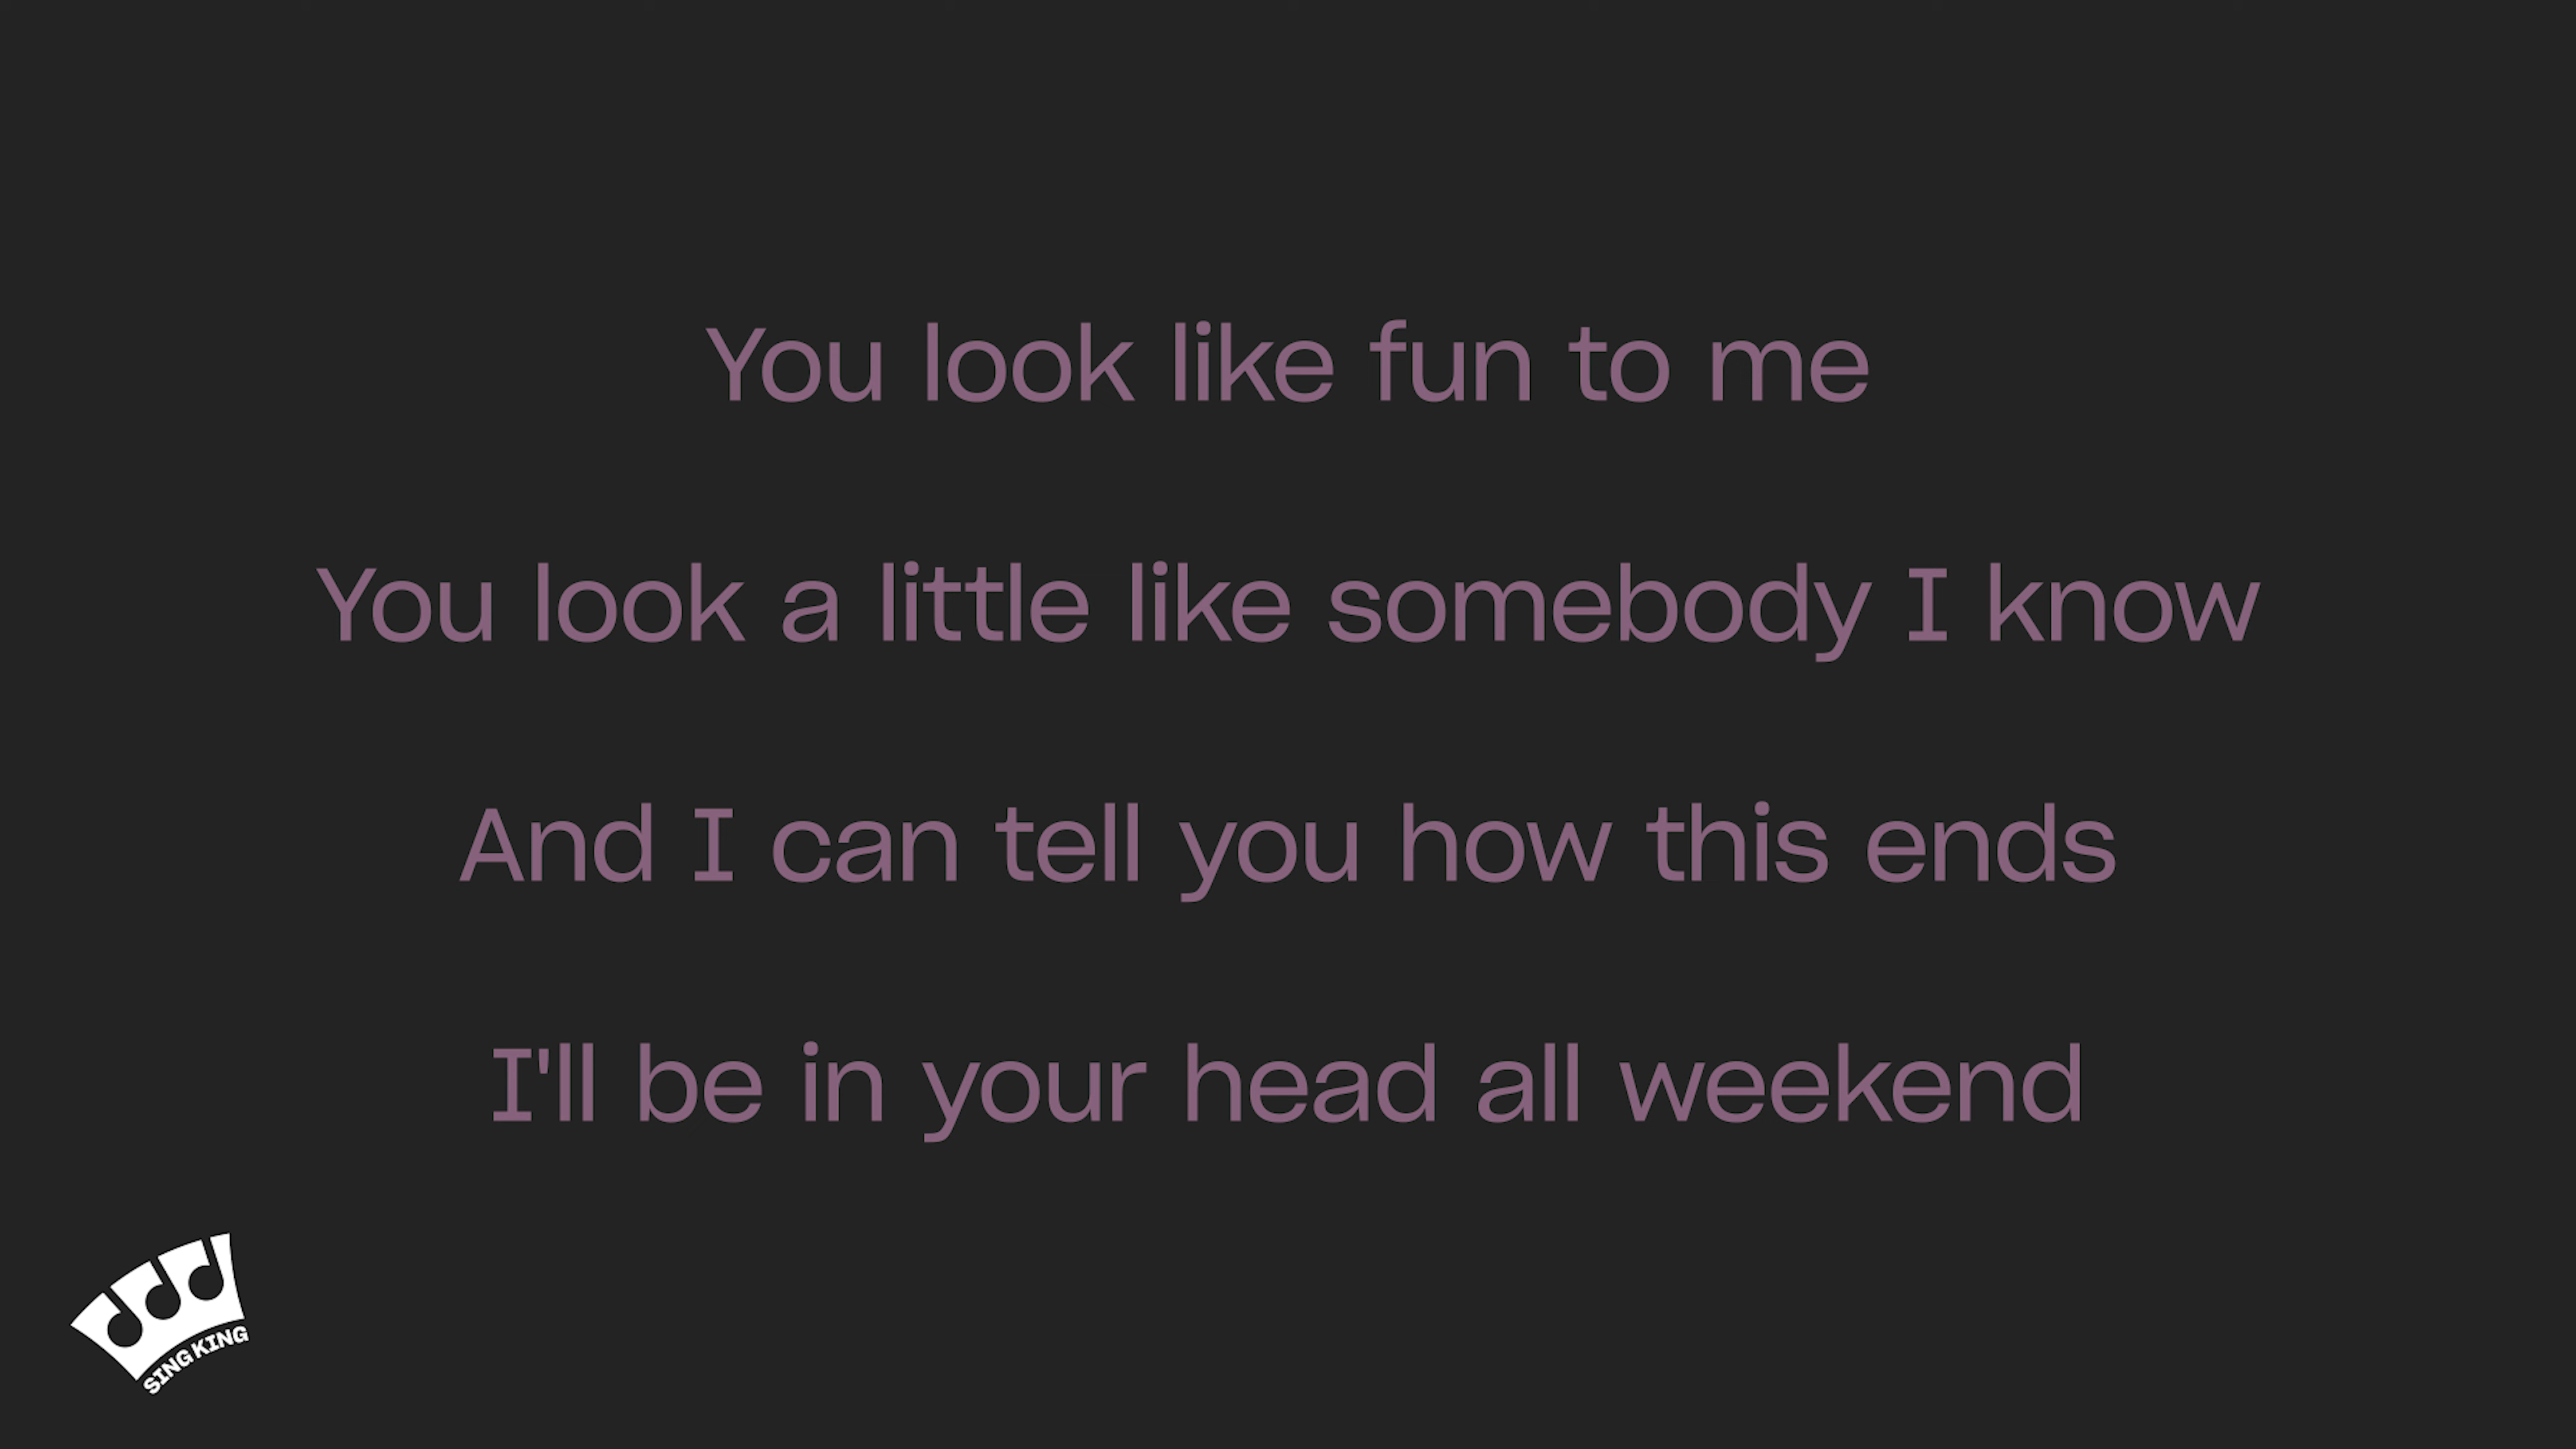 You look like fun to me
You look a little like somebody I know
And I can tell you how this ends
I'll be in your head all weekend
SING KING